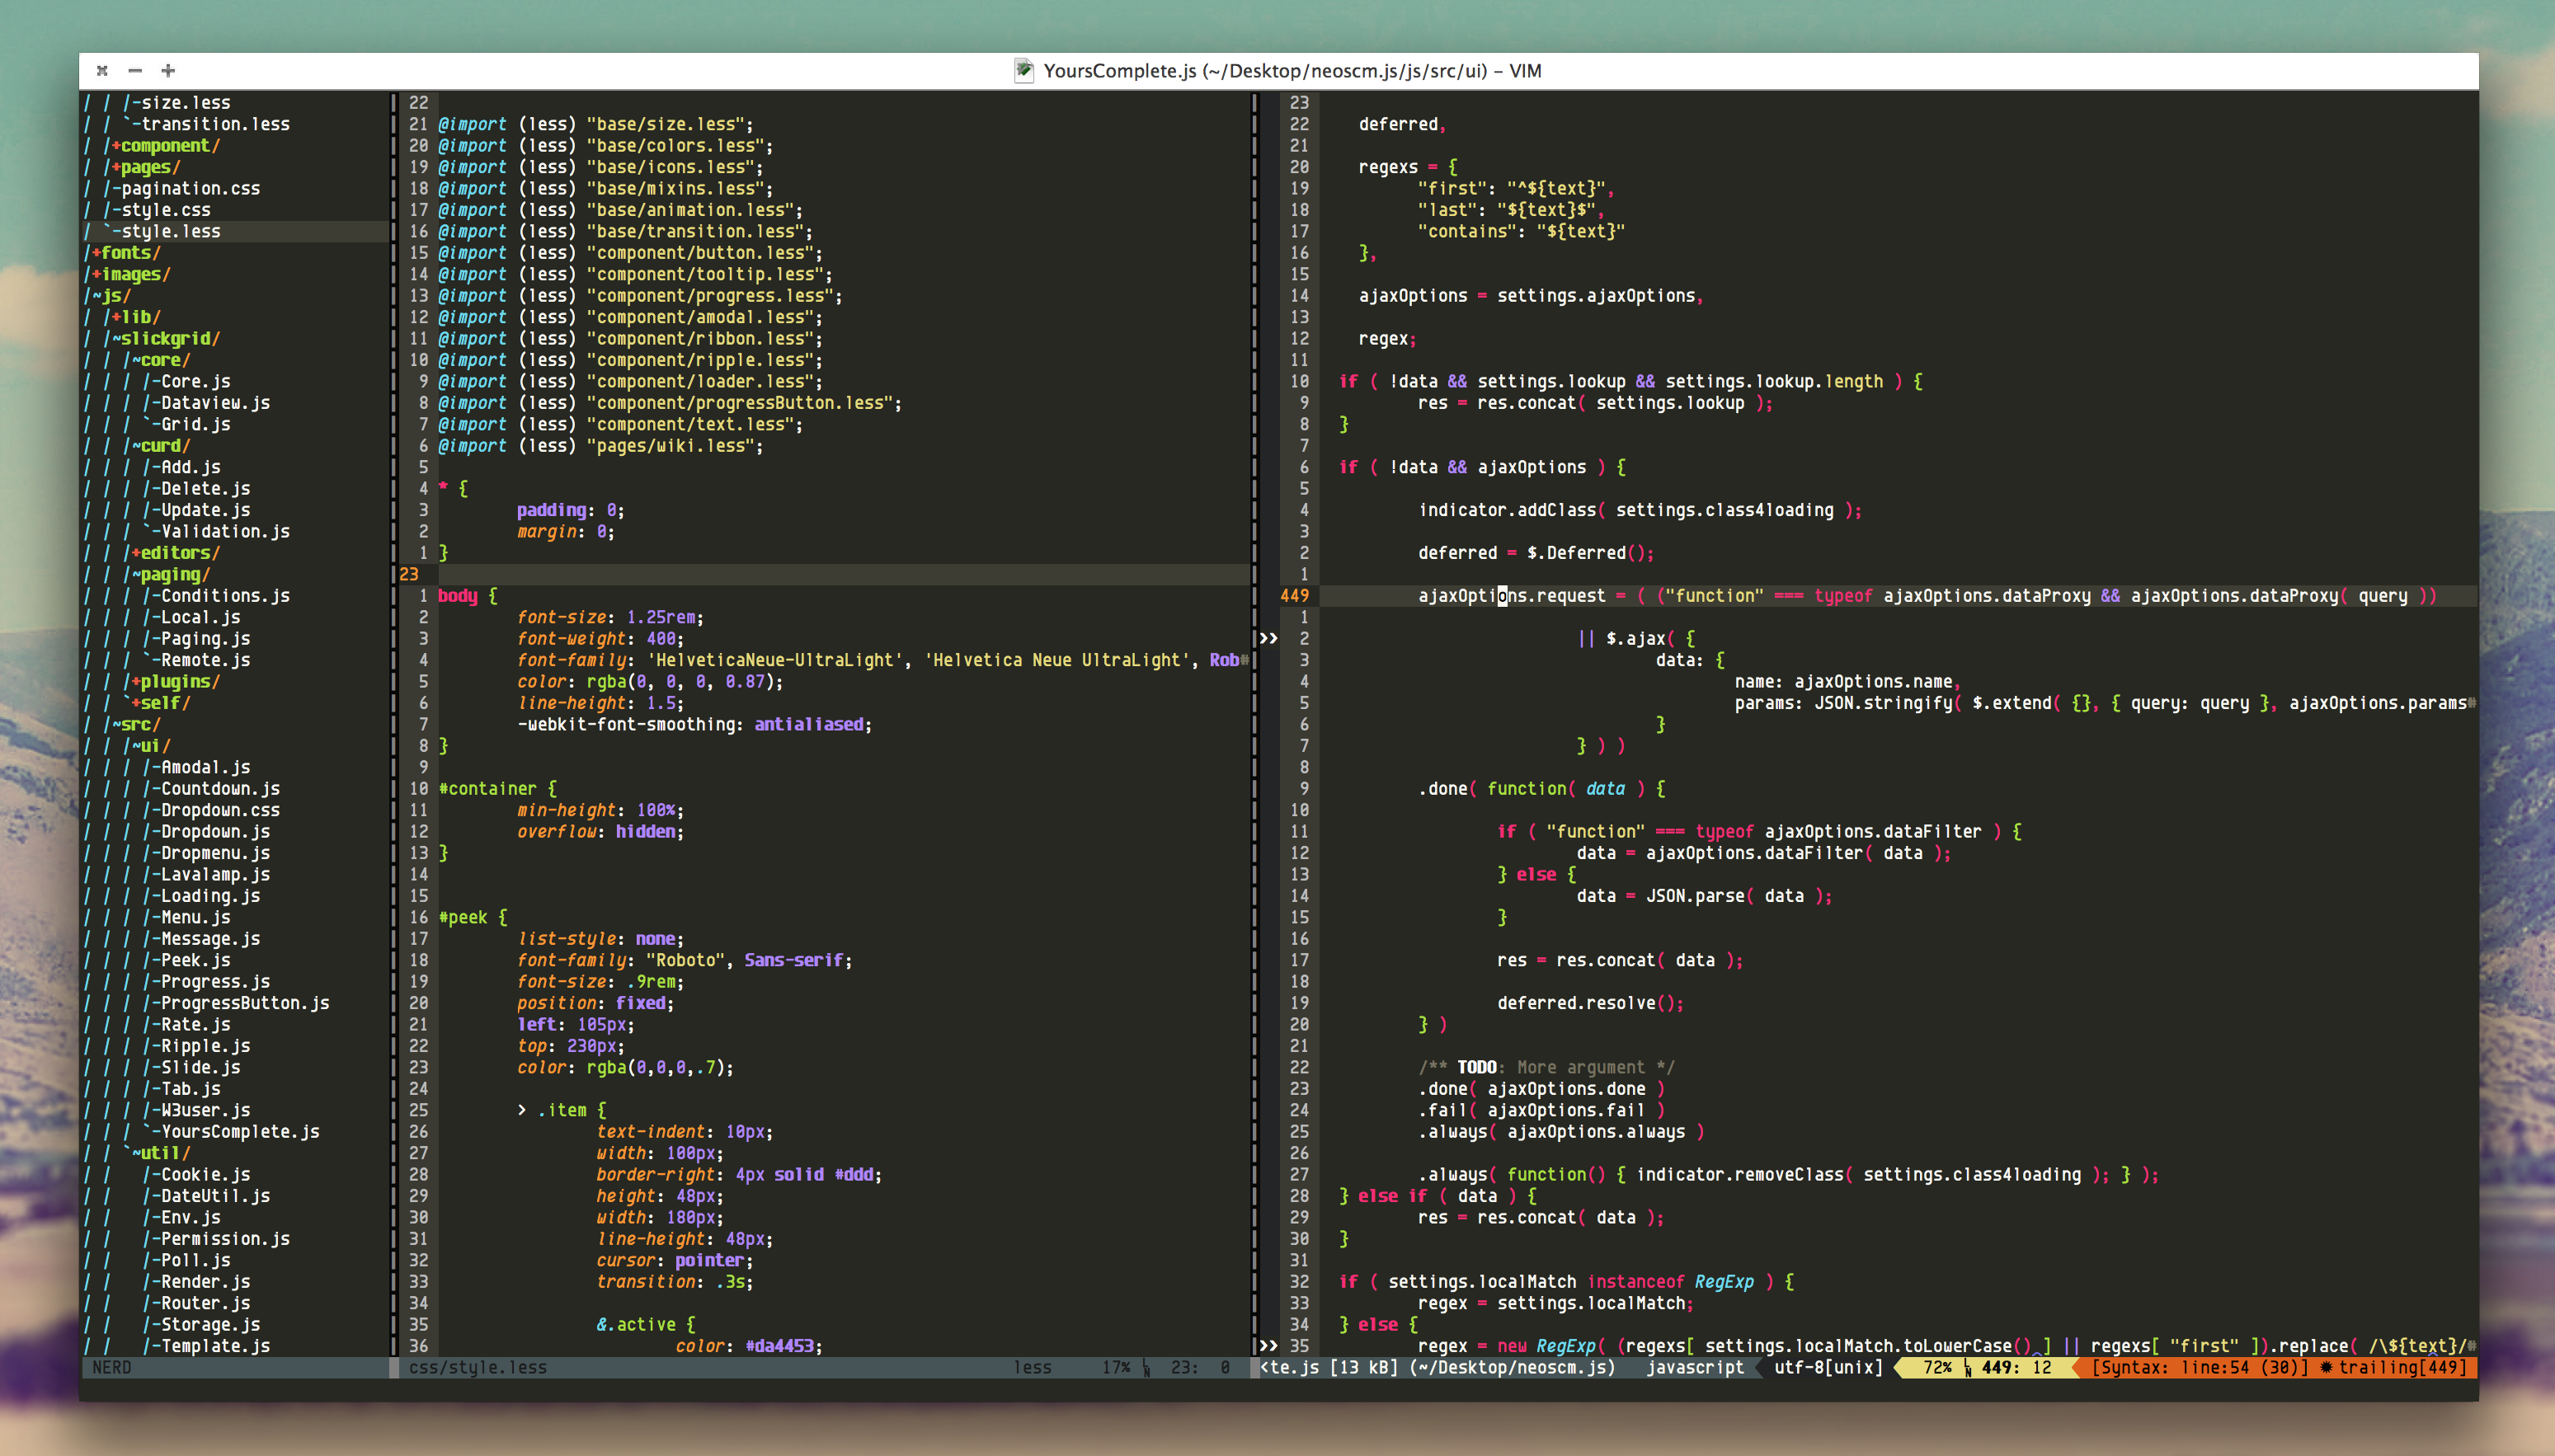 YoursComplete.js (~/Desktop/neoscm.js/js/src/ui) – VIM
| | |-size.less
| | `-transition.less
| |+component/
| |+pages/
| |-pagination.css
| |-style.css
| `-style.less
|+fonts/
|+images/
|~js/
| |+lib/
| |~slickgrid/
| | |~core/
| | | |-Core.js
| | | |-Dataview.js
| | | `-Grid.js
| | |~curd/
| | | |-Add.js
| | | |-Delete.js
| | | |-Update.js
| | | `-Validation.js
| | |+editors/
| | |~paging/
| | | |-Conditions.js
| | | |-Local.js
| | | |-Paging.js
| | | `-Remote.js
| | |+plugins/
| | `+self/
| |~src/
| | |~ui/
| | | |-Amodal.js
| | | |-Countdown.js
| | | |-Dropdown.css
| | | |-Dropdown.js
| | | |-Dropmenu.js
| | | |-Lavalamp.js
| | | |-Loading.js
| | | |-Menu.js
| | | |-Message.js
| | | |-Peek.js
| | | |-Progress.js
| | | |-ProgressButton.js
| | | |-Rate.js
| | | |-Ripple.js
| | | |-Slide.js
| | | |-Tab.js
| | | |-W3user.js
| | | `-YoursComplete.js
| | `~util/
| |   |-Cookie.js
| |   |-DateUtil.js
| |   |-Env.js
| |   |-Permission.js
| |   |-Poll.js
| |   |-Render.js
| |   |-Router.js
| |   |-Storage.js
| |   |-Template.js
NERD
22
21 @import (less) "base/size.less";
20 @import (less) "base/colors.less";
19 @import (less) "base/icons.less";
18 @import (less) "base/mixins.less";
17 @import (less) "base/animation.less";
16 @import (less) "base/transition.less";
15 @import (less) "component/button.less";
14 @import (less) "component/tooltip.less";
13 @import (less) "component/progress.less";
12 @import (less) "component/amodal.less";
11 @import (less) "component/ribbon.less";
10 @import (less) "component/ripple.less";
9 @import (less) "component/loader.less";
8 @import (less) "component/progressButton.less";
7 @import (less) "component/text.less";
6 @import (less) "pages/wiki.less";
5
4 * {
3         padding: 0;
2         margin: 0;
1 }
23
1 body {
2         font-size: 1.25rem;
3         font-weight: 400;
4         font-family: 'HelveticaNeue-UltraLight', 'Helvetica Neue UltraLight', Rob
5         color: rgba(0, 0, 0, 0.87);
6         line-height: 1.5;
7         -webkit-font-smoothing: antialiased;
8 }
9
10 #container {
11         min-height: 100%;
12         overflow: hidden;
13 }
14
15
16 #peek {
17         list-style: none;
18         font-family: "Roboto", Sans-serif;
19         font-size: .9rem;
20         position: fixed;
21         left: 105px;
22         top: 230px;
23         color: rgba(0,0,0,.7);
24
25         > .item {
26                 text-indent: 10px;
27                 width: 100px;
28                 border-right: 4px solid #ddd;
29                 height: 48px;
30                 width: 180px;
31                 line-height: 48px;
32                 cursor: pointer;
33                 transition: .3s;
34
35                 &.active {
36                         color: #da4453;
css/style.less less 17% 23: 0
23
22   deferred,
21
20   regexs = {
19         "first": "^${text}",
18         "last": "${text}$",
17         "contains": "${text}"
16   },
15
14   ajaxOptions = settings.ajaxOptions,
13
12   regex;
11
10 if ( !data && settings.lookup && settings.lookup.length ) {
9         res = res.concat( settings.lookup );
8 }
7
6 if ( !data && ajaxOptions ) {
5
4         indicator.addClass( settings.class4loading );
3
2         deferred = $.Deferred();
1
449         ajaxOptions.request = ( ("function" === typeof ajaxOptions.dataProxy && ajaxOptions.dataProxy( query ))
1
>> 2                         || $.ajax( {
3                                 data: {
4                                         name: ajaxOptions.name,
5                                         params: JSON.stringify( $.extend( {}, { query: query }, ajaxOptions.params
6                                 }
7                         } ) )
8
9         .done( function( data ) {
10
11                 if ( "function" === typeof ajaxOptions.dataFilter ) {
12                         data = ajaxOptions.dataFilter( data );
13                 } else {
14                         data = JSON.parse( data );
15                 }
16
17                 res = res.concat( data );
18
19                 deferred.resolve();
20         } )
21
22         /** TODO: More argument */
23         .done( ajaxOptions.done )
24         .fail( ajaxOptions.fail )
25         .always( ajaxOptions.always )
26
27         .always( function() { indicator.removeClass( settings.class4loading ); } );
28 } else if ( data ) {
29         res = res.concat( data );
30 }
31
32 if ( settings.localMatch instanceof RegExp ) {
33         regex = settings.localMatch;
34 } else {
>> 35         regex = new RegExp( (regexs[ settings.localMatch.toLowerCase() ] || regexs[ "first" ]).replace( /\${text}/
<te.js [13 kB] (~/Desktop/neoscm.js) javascript utf-8[unix] 72% 449: 12 [Syntax: line:54 (30)] ✹ trailing[449]